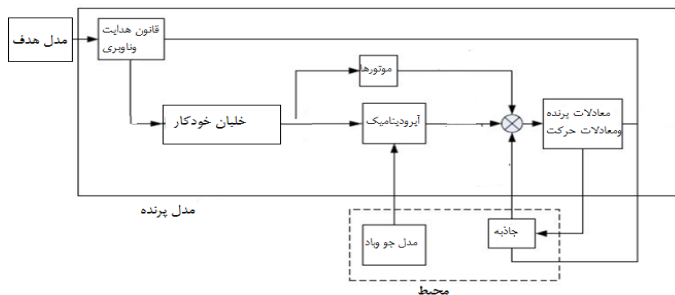 مدل هدف
قانون هدایت
وناوبری
موتورها
خلبان خودکار
آیرودینامیک
معادلات پرنده
ومعادلات حرکت
مدل پرنده
مدل جو وباد
جاذبه
محیط